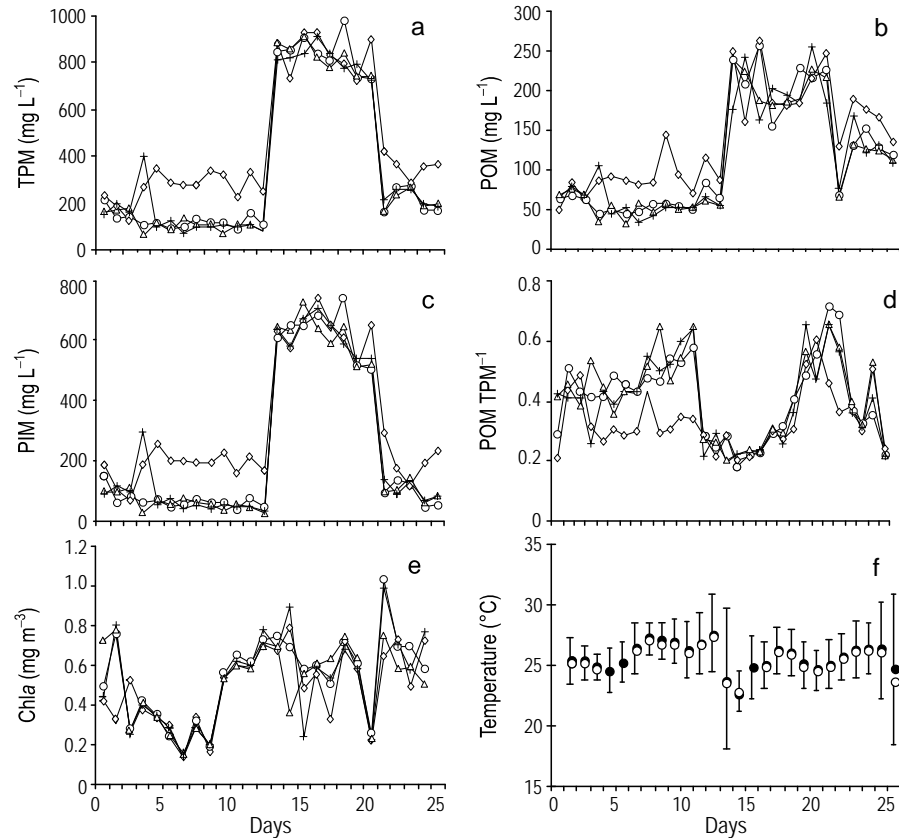 a
TPM (mg L⁻¹)
1000
800
600
400
200
0
b
POM (mg L⁻¹)
300
250
200
150
100
50
0
c
PIM (mg L⁻¹)
800
600
400
200
0
d
POM TPM⁻¹
0.8
0.6
0.4
0.2
0
e
Chla (mg m⁻³)
1.2
1.0
0.8
0.6
0.4
0.2
0
0 5 10 15 20 25
Days
f
Temperature (°C)
35
30
25
20
15
0 5 10 15 20 25
Days